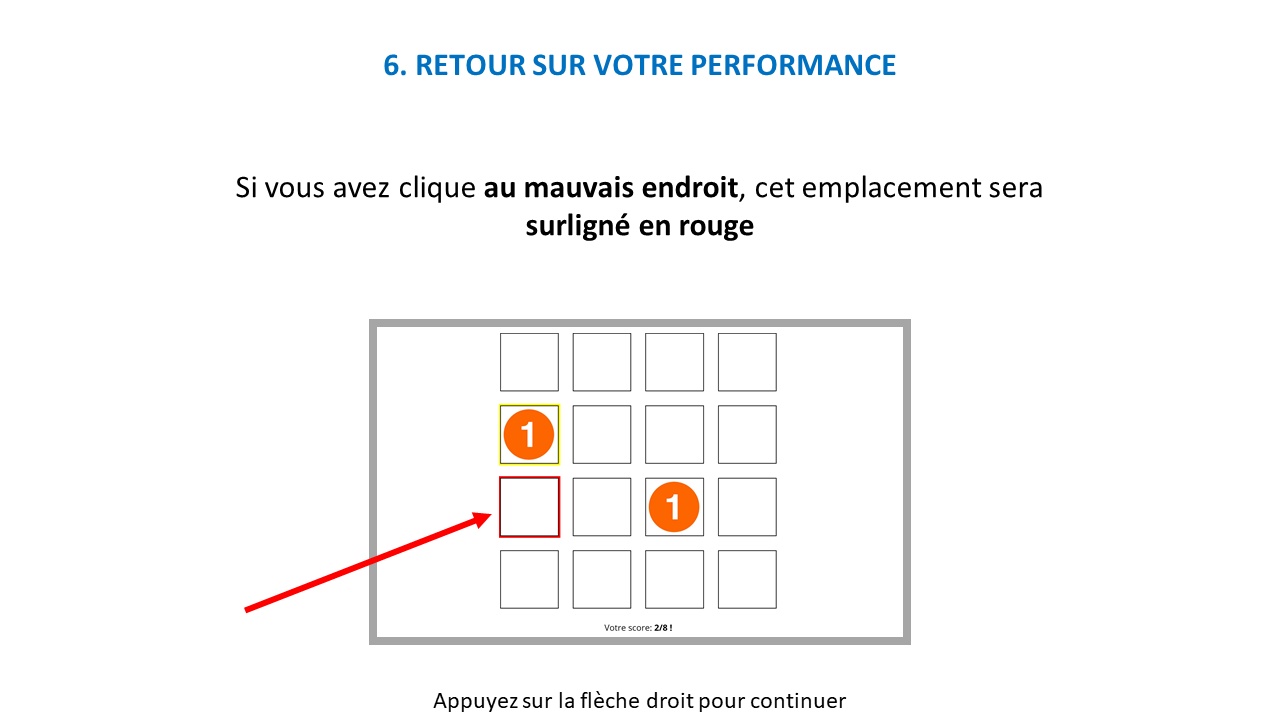 6. RETOUR SUR VOTRE PERFORMANCE
Si vous avez clique au mauvais endroit, cet emplacement sera
surligné en rouge
1
1
Votre score: 2/8 !
Appuyez sur la flèche droit pour continuer